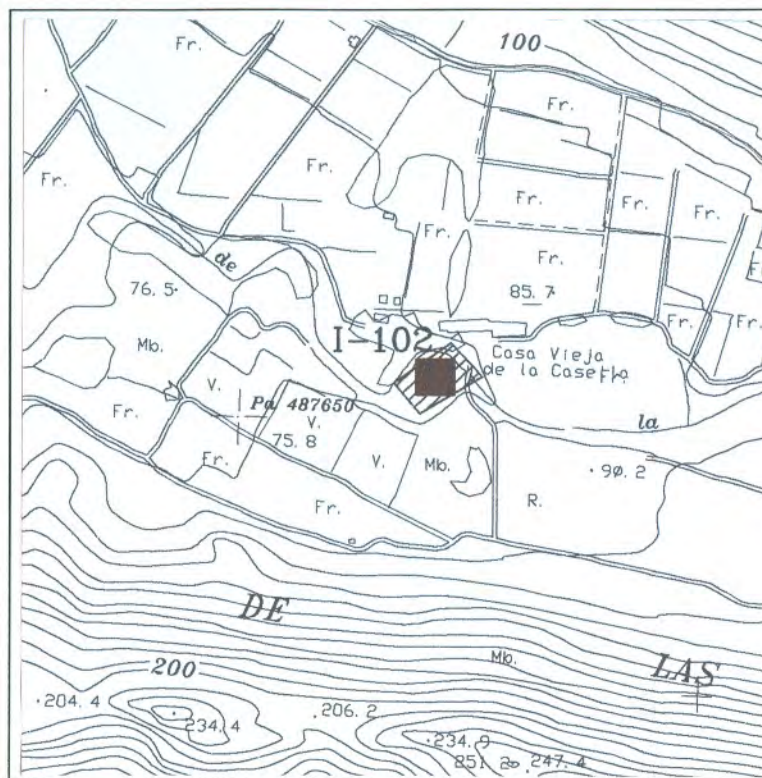 100
Fr.
Fr.
Fr.
Fr.
Fr.
Fr.
Fr.
Fr.
Fr.
Fr.
de
Fr.
76.5
85.7
I-102
Mb.
Casa Vieja
de la
V.
Fr.
Fr.
Pa 487650
V.
la
Fr.
75.8
Fr.
V.
Mb.
90.2
Fr.
R.
DE
Mb.
200
LAS
204.4
206.2
234.4
234.9
247.4